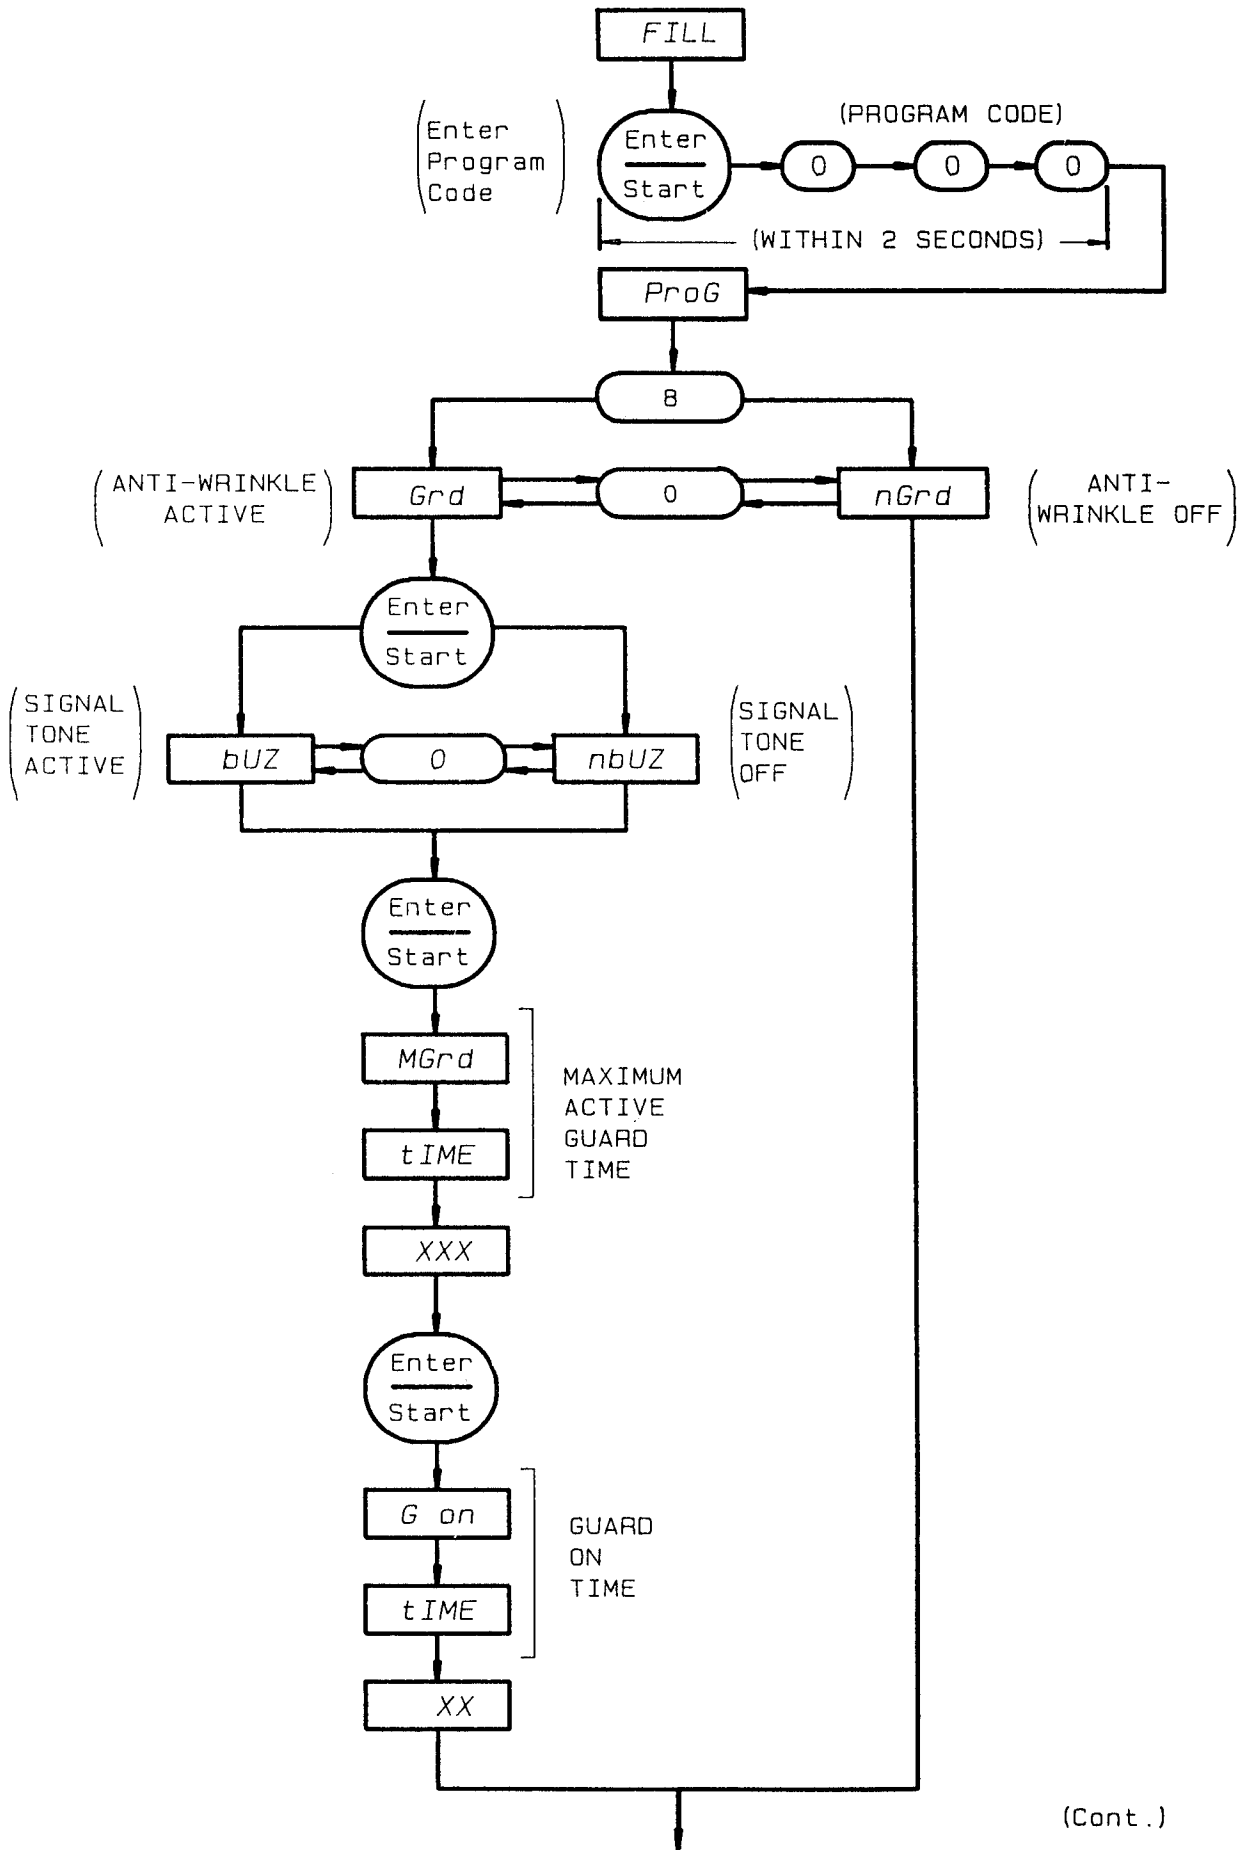 FILL
(PROGRAM CODE)
(Enter
Program
Code)
Enter
Start
0
0
0
(WITHIN 2 SECONDS)
ProG
8
(ANTI-WRINKLE
ACTIVE)
Grd
0
nGrd
(ANTI-
WRINKLE OFF)
Enter
Start
(SIGNAL
TONE
ACTIVE)
bUZ
0
nbUZ
(SIGNAL
TONE
OFF)
Enter
Start
MGrd
tIME
MAXIMUM
ACTIVE
GUARD
TIME
XXX
Enter
Start
G on
tIME
GUARD
ON
TIME
XX
(Cont.)